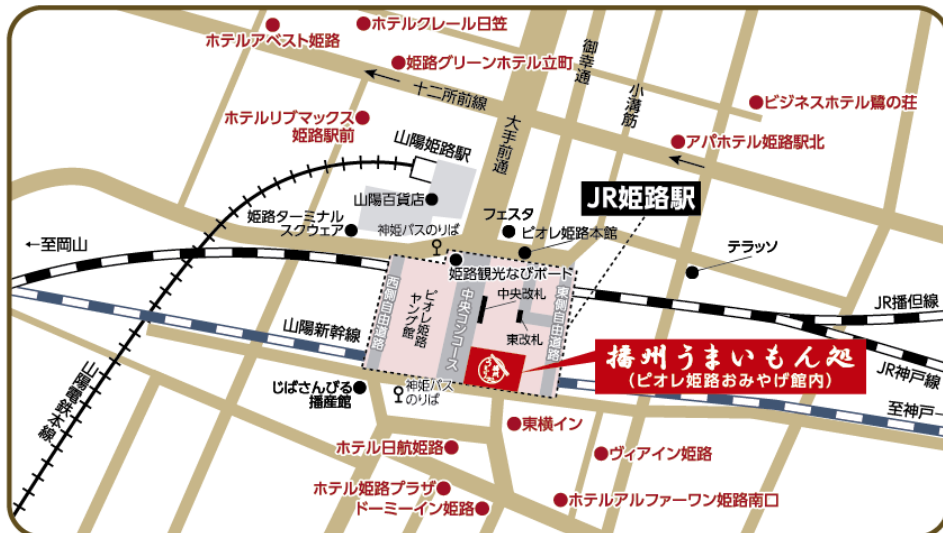 ホテルクレール日笠
ホテルアベスト姫路
姫路グリーンホテル立町
御幸通
小溝筋
十二所前線
ビジネスホテル鷺の荘
ホテルリブマックス
姫路駅前
大手前通
アパホテル姫路駅北
山陽姫路駅
JR姫路駅
山陽百貨店
姫路ターミナル
スクウェア
神姫バスのりば
フェスタ
ピオレ姫路本館
←至岡山
テラッソ
姫路観光なびポート
西側自由通路
ピオレ姫路
ヤング館
中央コンコース
中央改札
東改札
東側自由通路
JR播但線
山陽新幹線
播州うまいもん処
(ピオレ姫路おみやげ館内)
JR神戸線
至神戸→
山陽電鉄本線
じばさんびる
播産館
神姫バス
のりば
東横イン
ホテル日航姫路
ヴィアイン姫路
ホテル姫路プラザ
ドーミーイン姫路
ホテルアルファーワン姫路南口